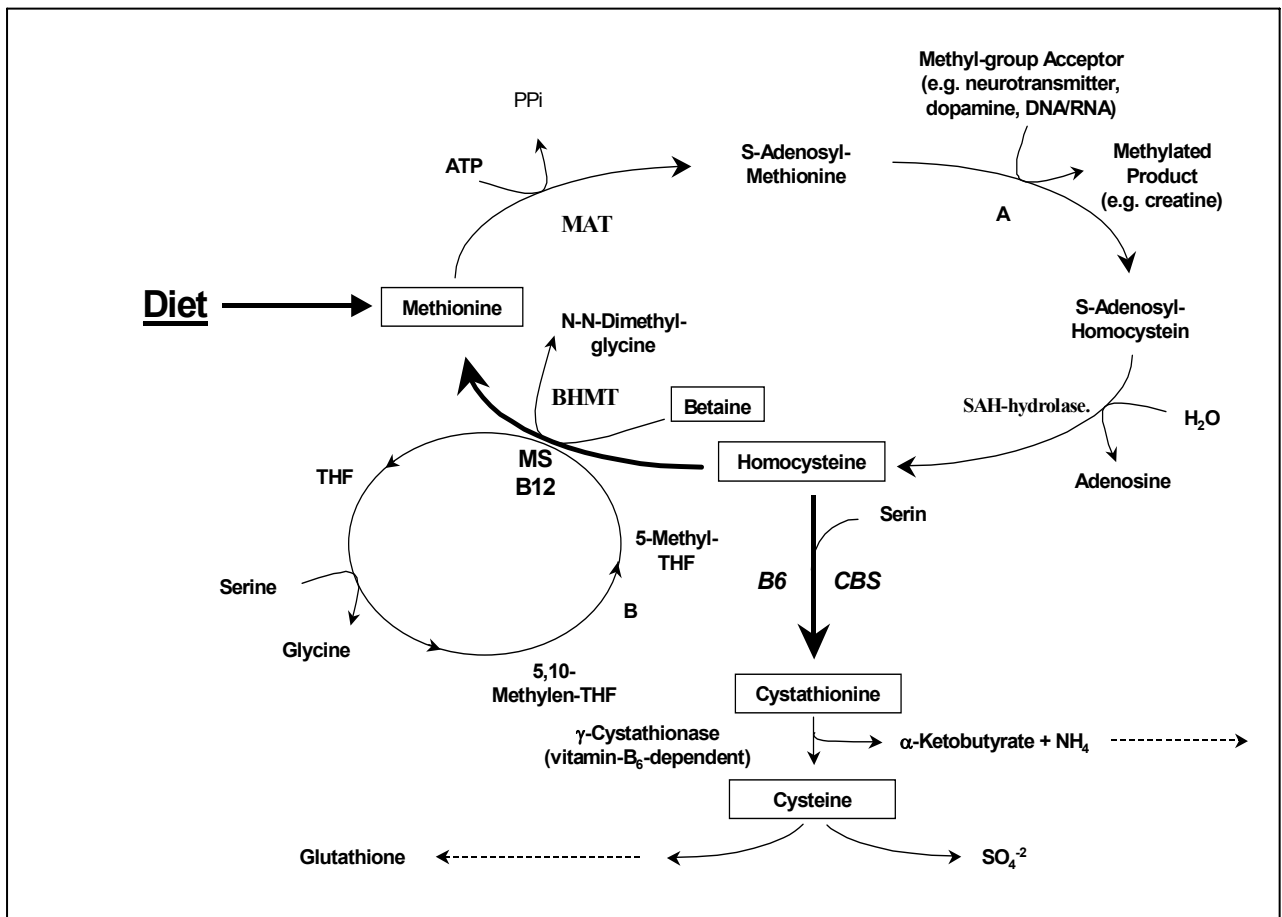 Methyl-group Acceptor
(e.g. neurotransmitter,
dopamine, DNA/RNA)
PPi
ATP
S-Adenosyl-
Methionine
Methylated
Product
(e.g. creatine)
MAT
A
Diet
Methionine
N-N-Dimethyl-
glycine
S-Adenosyl-
Homocystein
BHMT
Betaine
SAH-hydrolase.
H₂O
MS
B12
Homocysteine
Adenosine
THF
Serin
5-Methyl-
THF
B6
CBS
Serine
B
Glycine
5,10-
Methylen-THF
Cystathionine
γ-Cystathionase
(vitamin-B₆-dependent)
α-Ketobutyrate + NH₄
Cysteine
Glutathione
SO₄⁻²